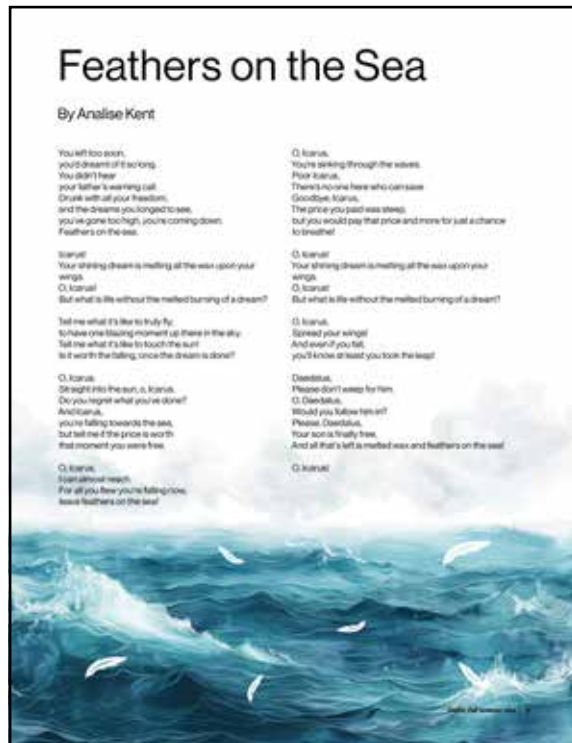 Feathers on the Sea
By Analise Kent
You left too soon,
you'd dreamt of it so long.
You didn't hear
your father's warning call.
Drunk with all your freedom,
and the dreams you longed to see,
you've gone too high, you're coming down.
Feathers on the sea.
Icarus!
Your shining dream is melting all the wax upon your
wings.
O, Icarus!
But what is life without the melted burning of a dream?
Tell me what it's like to truly fly,
to have one blazing moment up there in the sky.
Tell me what it's like to touch the sun!
Is it worth the falling, once the dream is done?
O, Icarus,
Straight into the sun, o, Icarus.
Do you regret what you've done?
And Icarus,
you're falling towards the sea,
but tell me if the price is worth
that moment you were free.
O, Icarus,
I can almost reach.
For all you flew you're falling now,
leave feathers on the sea!
O, Icarus,
You're sinking through the waves.
Poor Icarus,
There's no one here who can save
Goodbye, Icarus,
The price you paid was steep,
but you would pay that price and more for just a chance
to breathe!
O, Icarus!
Your shining dream is melting all the wax upon your
wings.
O, Icarus!
But what is life without the melted burning of a dream?
O, Icarus,
Spread your wings!
And even if you fall,
you'll know at least you took the leap!
Daedalus,
Please don't weep for him.
O, Daedalus,
Would you follow him in?
Please, Daedalus,
Your son is finally free,
And all that's left is melted wax and feathers on the sea!
O, Icarus!